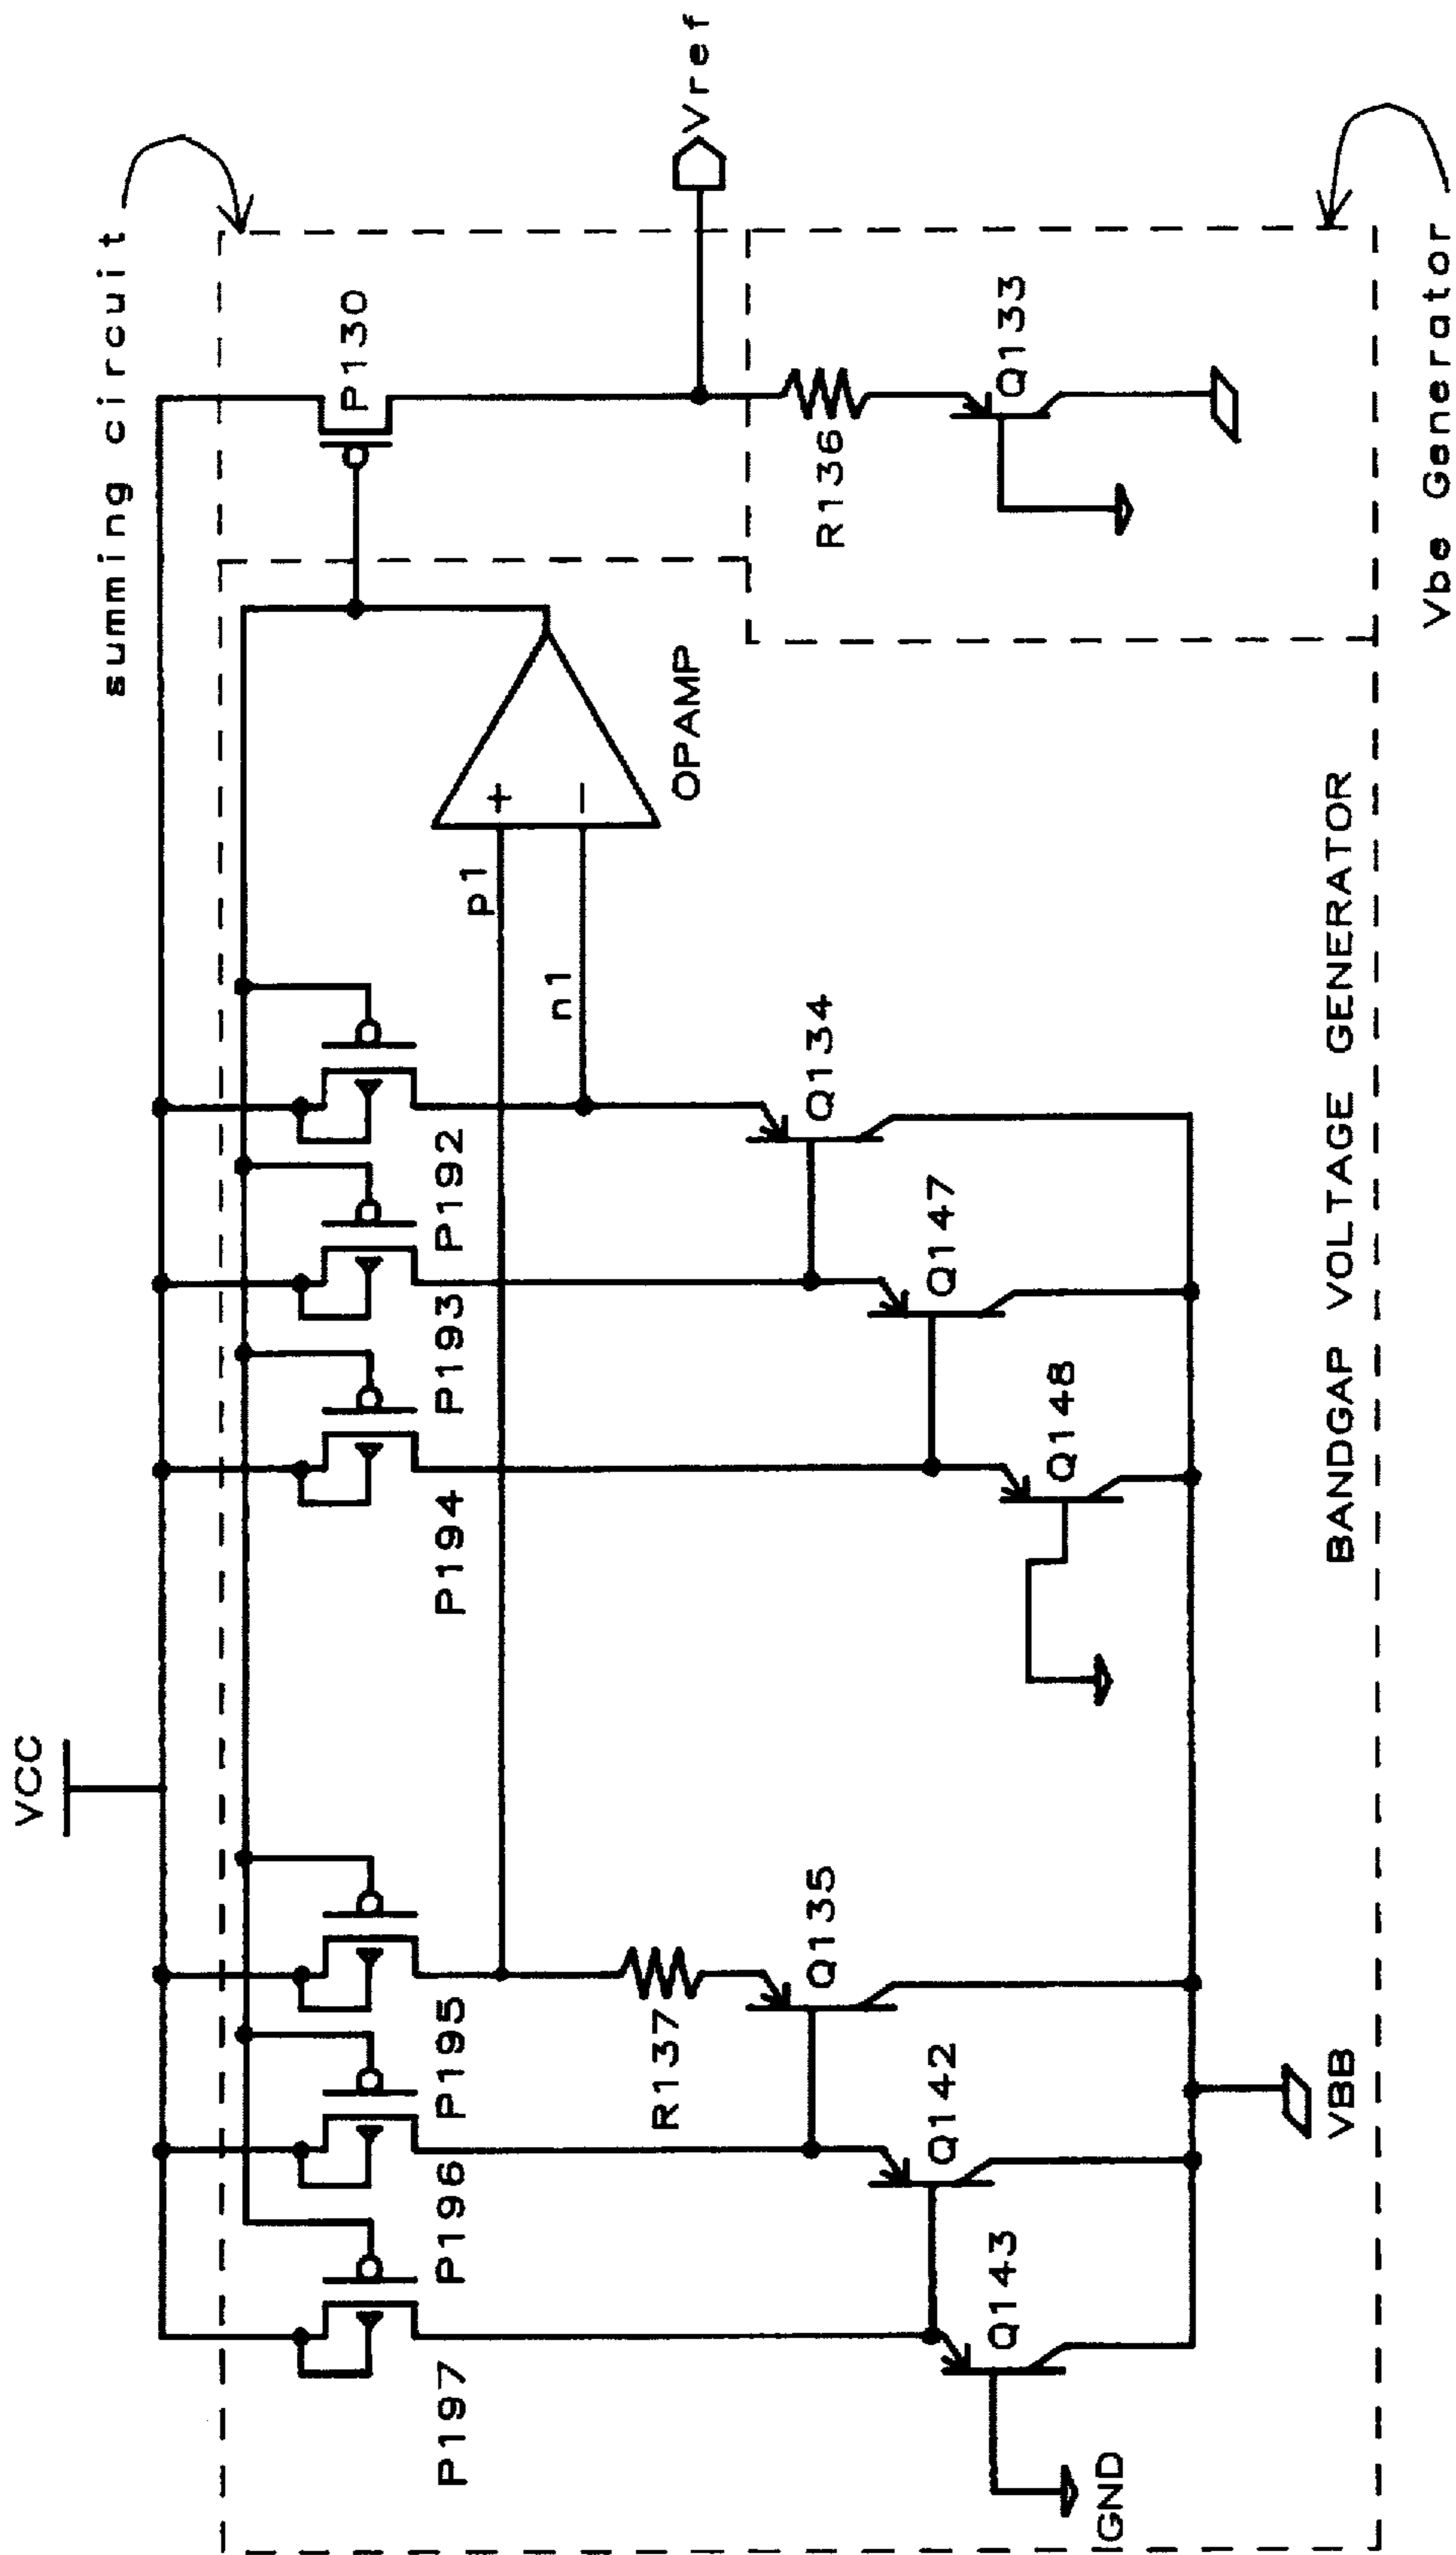 summing circuit
VCC
P130
Vref
P197
P196
P195
P194
P193
P192
p1
n1
+
−
OPAMP
R137
R136
Q135
Q134
Q133
Q142
Q147
Q143
Q148
GND
VBB
BANDGAP VOLTAGE GENERATOR
Vbe Generator